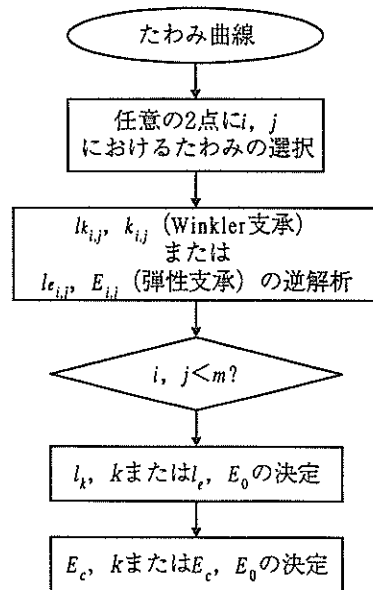 たわみ曲線
任意の2点にi, j
におけるたわみの選択
lk_{i,j}, k_{i,j} (Winkler支承)
または
le_{i,j}, E_{i,j} (弾性支承) の逆解析
i, j<m?
l_k, kまたはl_e, E_0の決定
E_c, kまたはE_c, E_0の決定